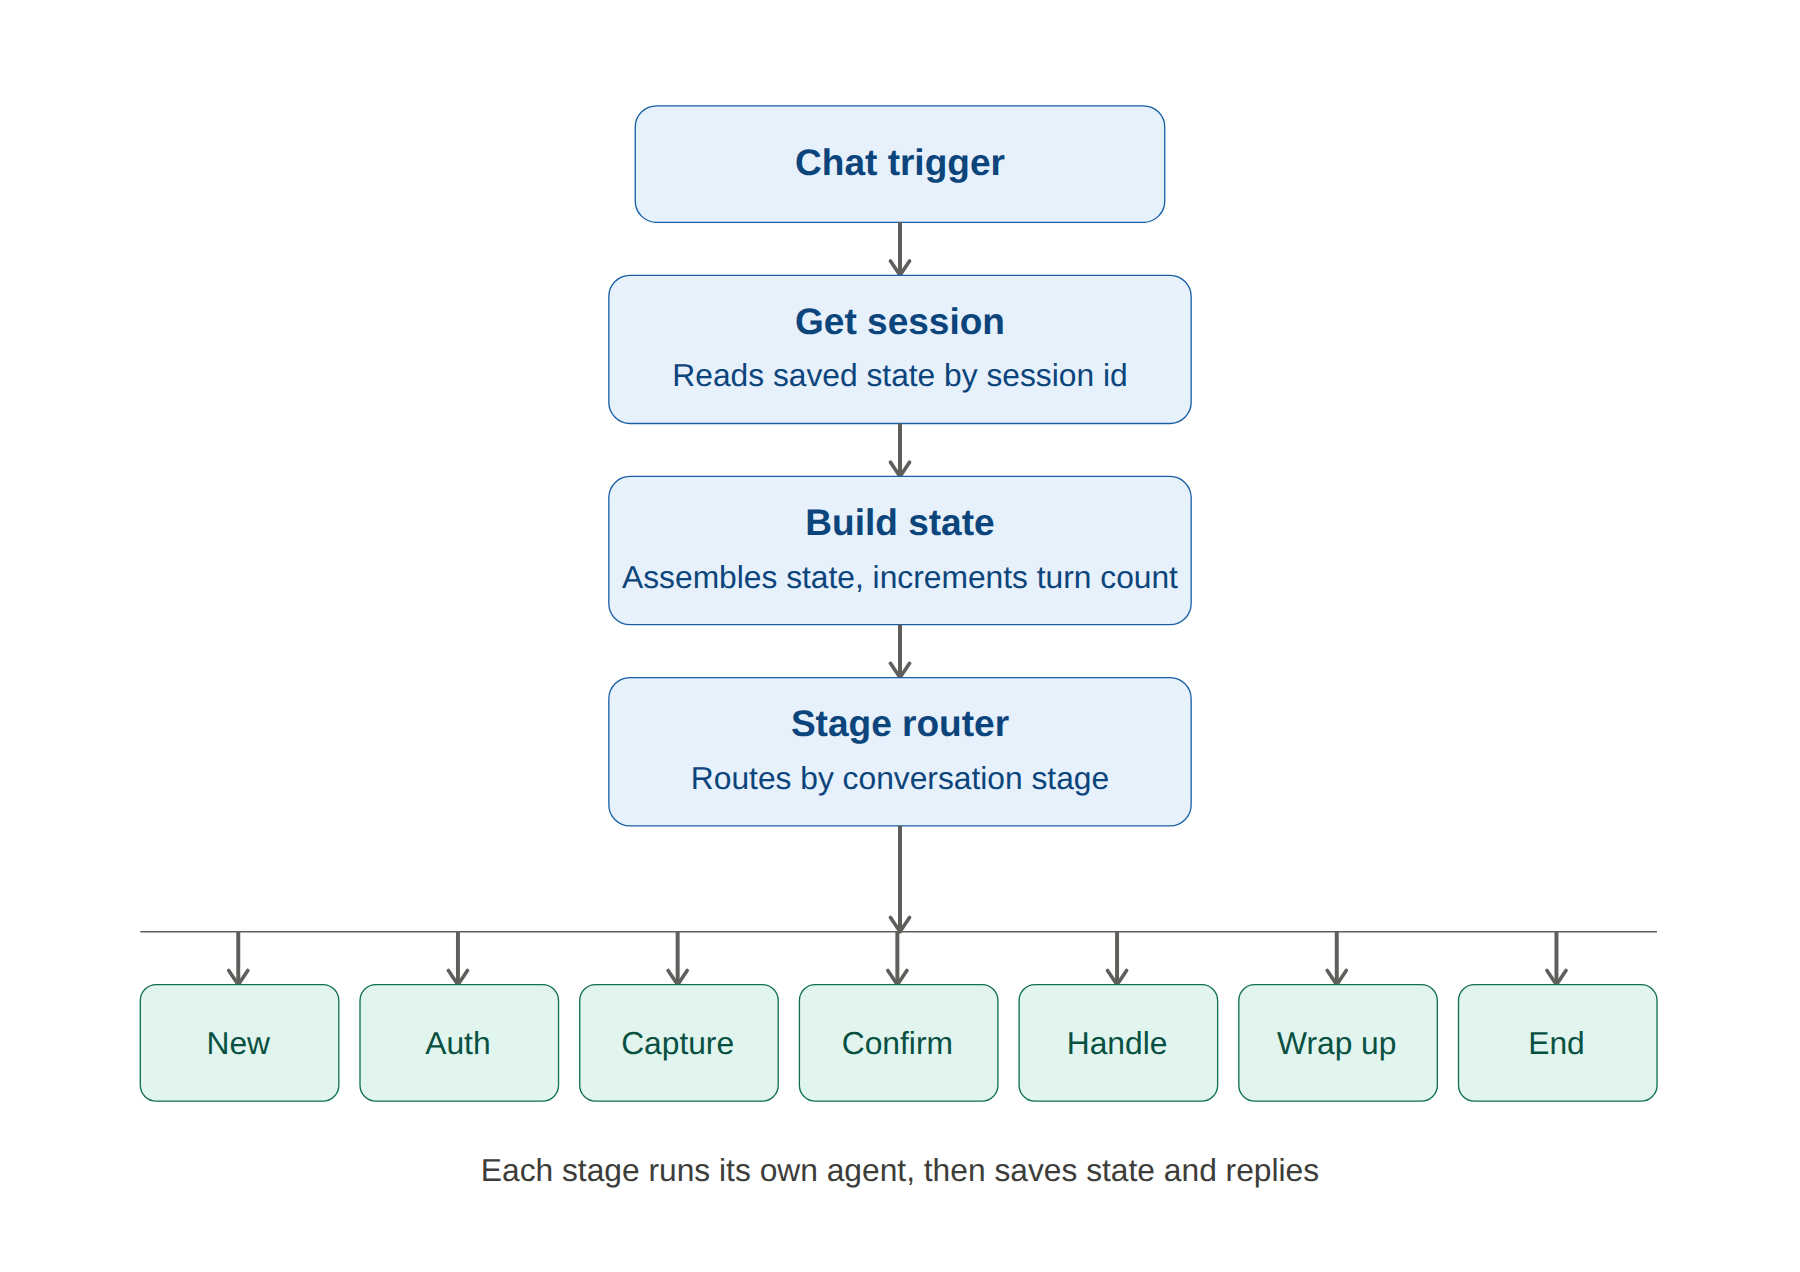 Chat trigger
Get session
Reads saved state by session id
Build state
Assembles state, increments turn count
Stage router
Routes by conversation stage
New
Auth
Capture
Confirm
Handle
Wrap up
End
Each stage runs its own agent, then saves state and replies